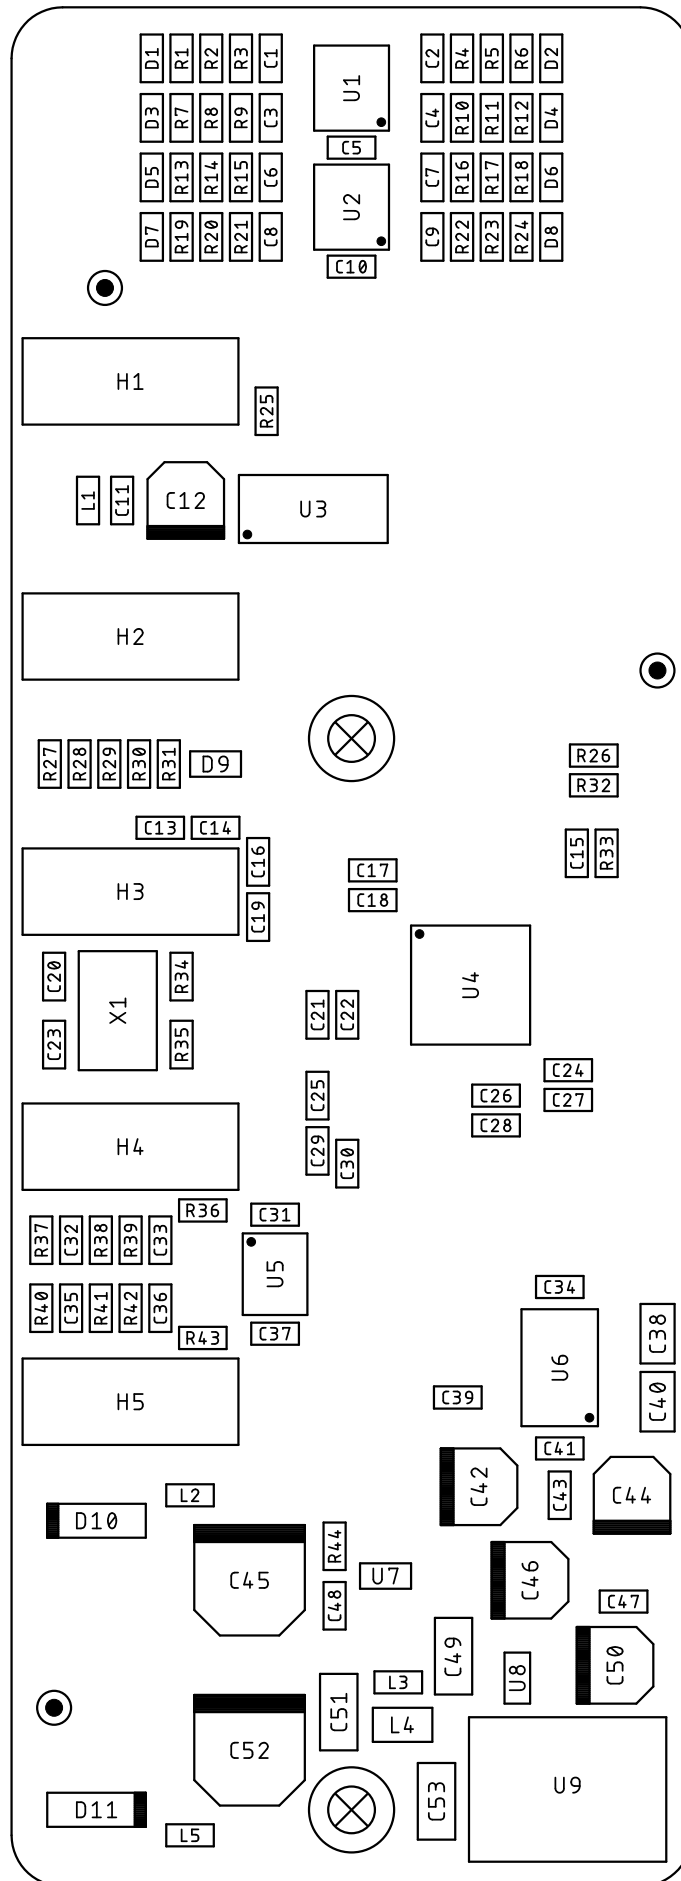 D1 R1 R2 R3 C1 U1 C2 R4 R5 R6 D2
D3 R7 R8 R9 C3 C4 R10 R11 R12 D4
C5
D5 R13 R14 R15 C6 U2 C7 R16 R17 R18 D6
D7 R19 R20 R21 C8 C9 R22 R23 R24 D8
C10
H1
R25
L1 C11 C12 U3
H2
R27 R28 R29 R30 R31 D9 R26
R32
C13 C14
C16 C15 R33
H3 C17
C19 C18
C20 X1 R34 U4
C21 C22
C23 R35
C24
C25 C26 C27
C28
H4 C29 C30
R36 C31
R37 C32 R38 R39 C33
U5
R40 C35 R41 R42 C36 C34
R43 C37 C38
U6
H5 C39 C40
C41
L2 C42 C43 C44
D10
R44
C45 U7 C46
C48 C47
C49 C50
L3 U8
C51 L4
C52
U9
D11 C53
L5